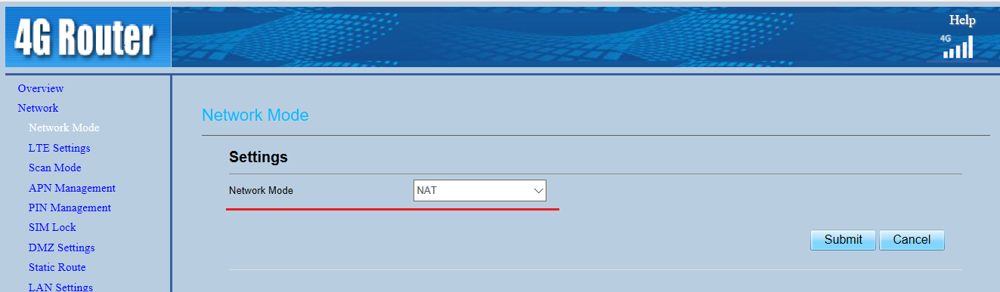 4G Router
Help
4G
Overview
Network
Network Mode
LTE Settings
Scan Mode
APN Management
PIN Management
SIM Lock
DMZ Settings
Static Route
LAN Settings
Network Mode
Settings
Network Mode NAT
Submit Cancel